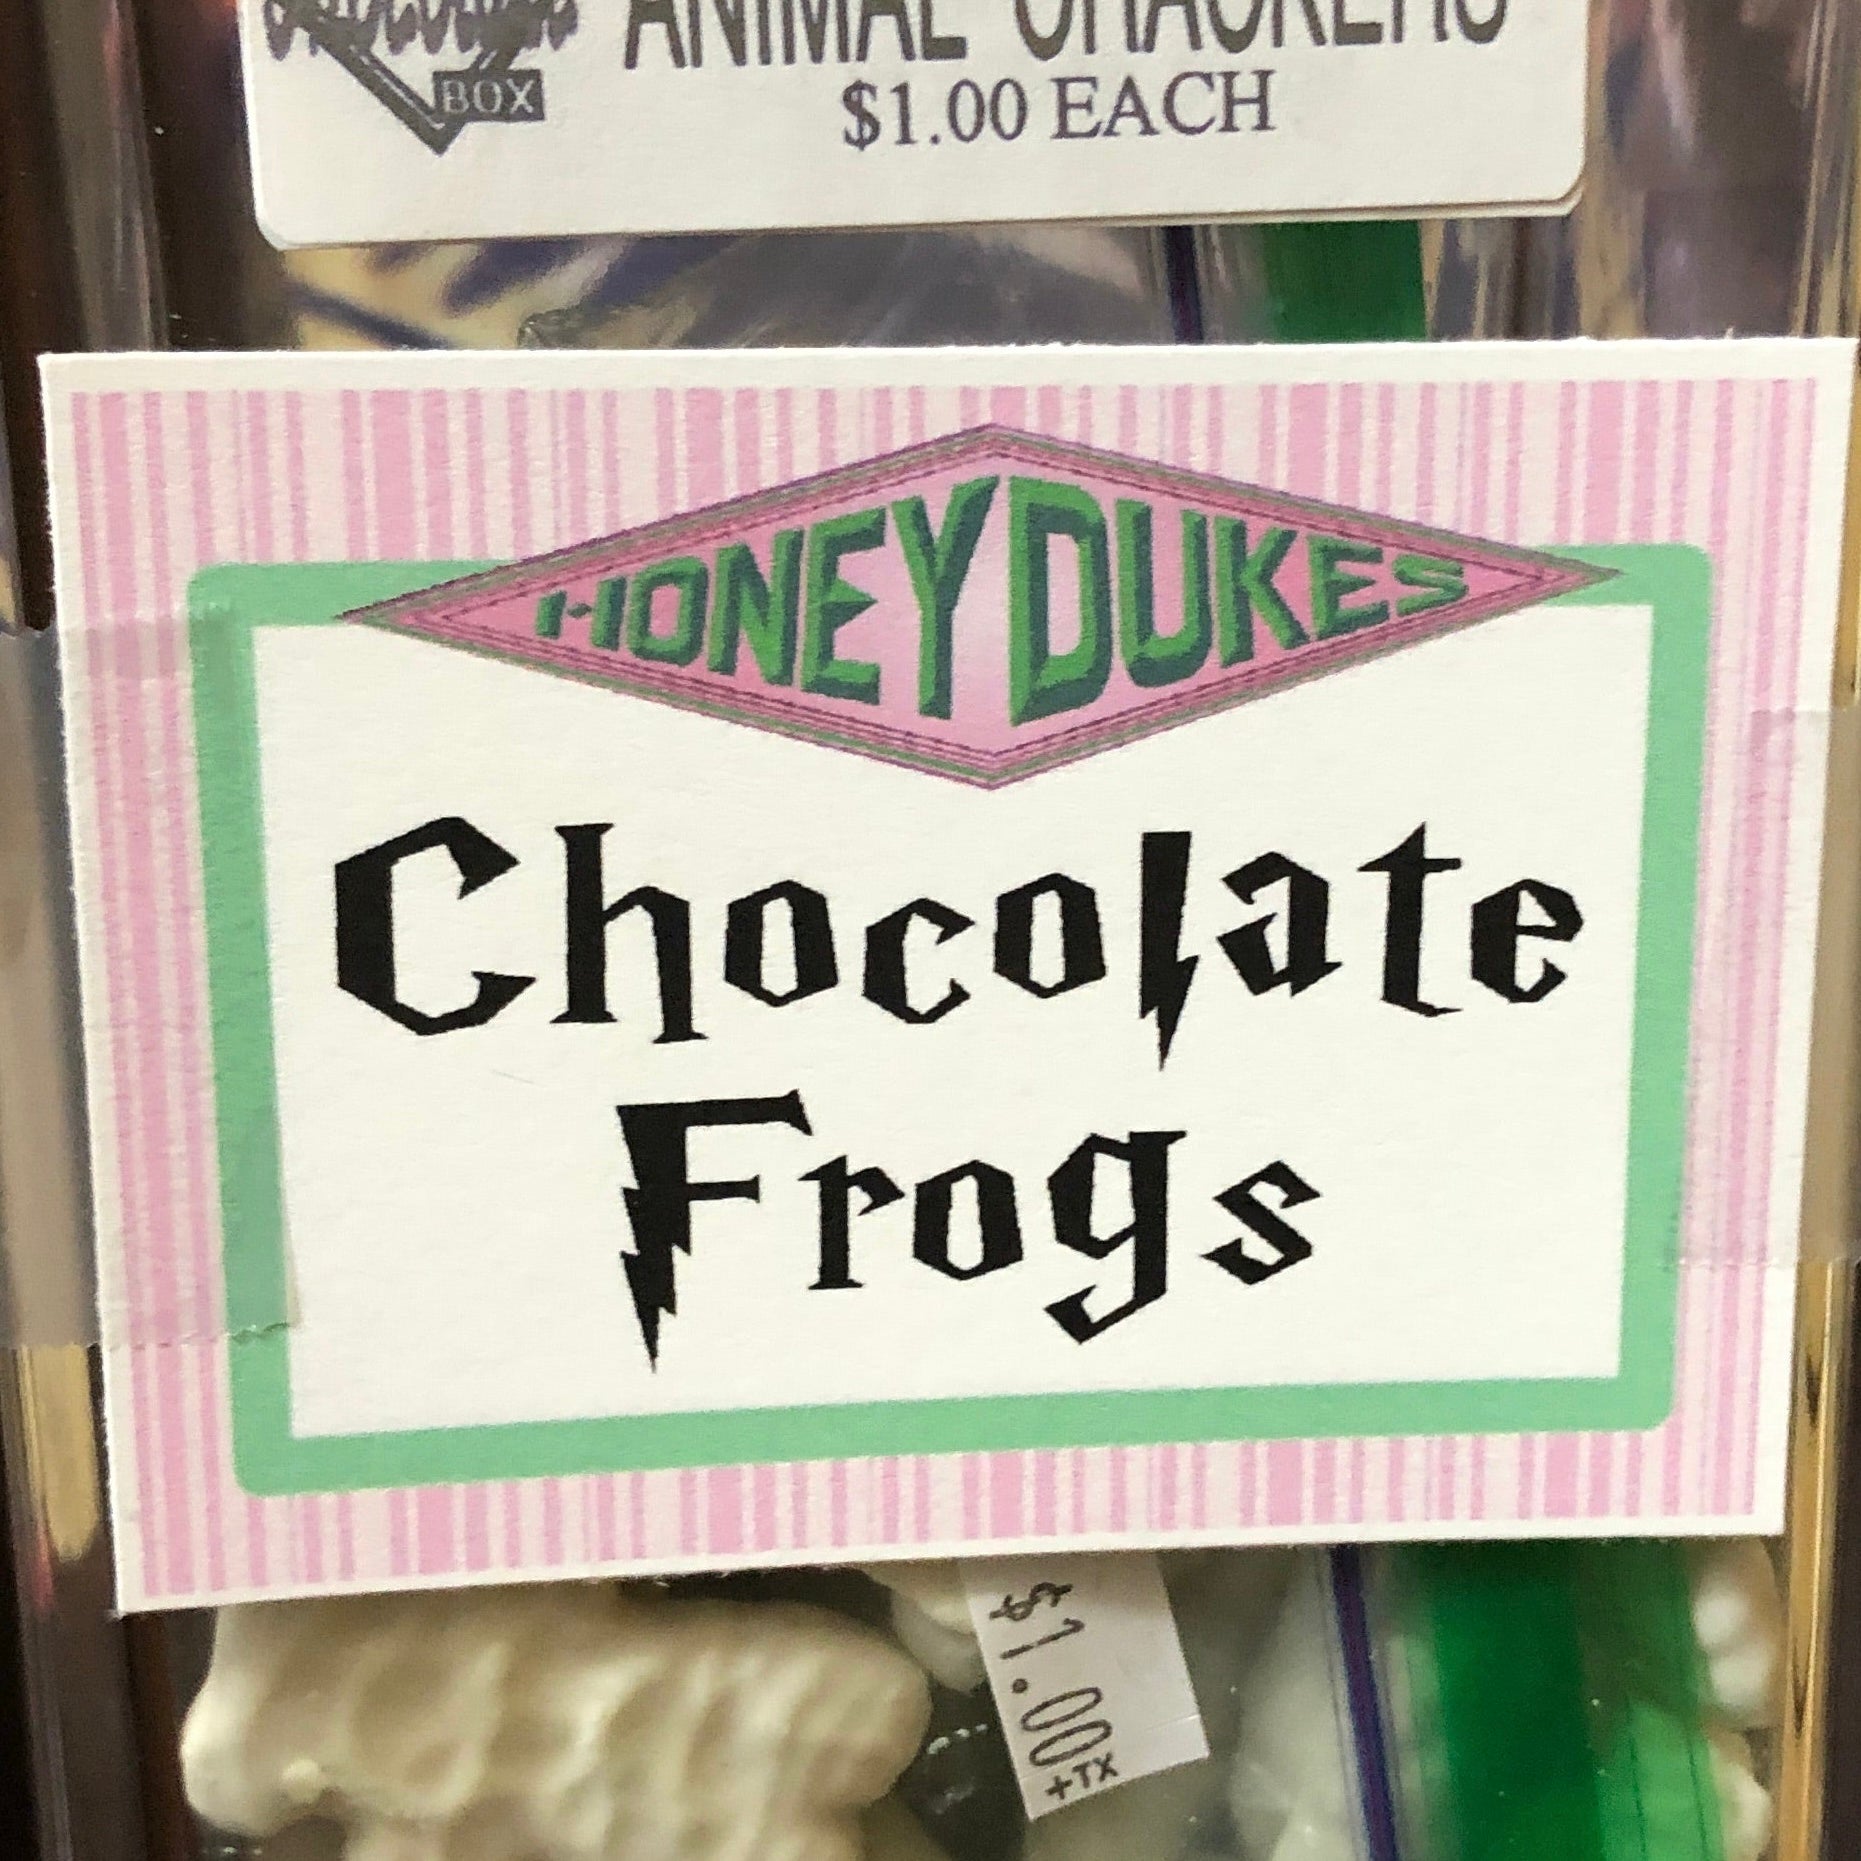 BOX
ANIMAL CRACKERS
$1.00 EACH
HONEYDUKES
Chocolate
Frogs
$1.00
+TX